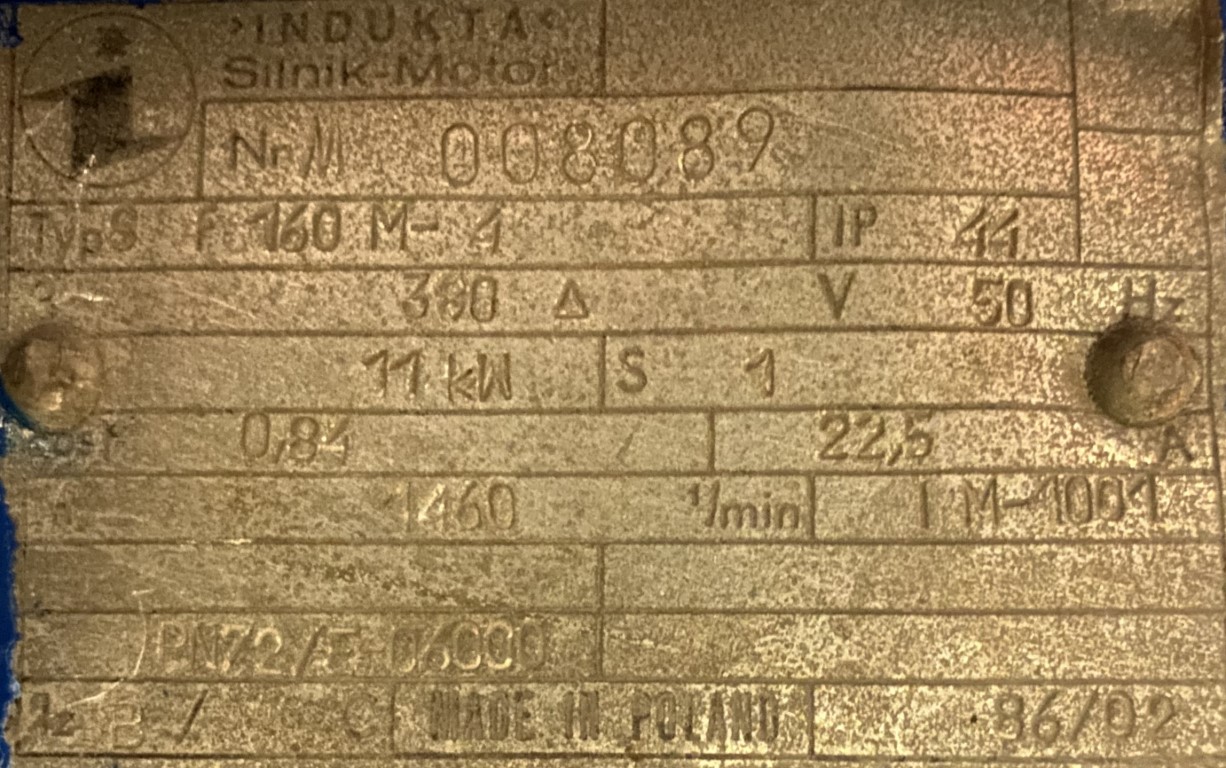 ›INDUKTA‹
Silnik-Motor
Nr M 008089
Typ S F 160 M- 4 IP 44
380 Δ V 50 Hz
11 kW S 1
cosφ 0,84 22,5 A
1460 1/min IM-1001
PN72/E-06000
B / C MADE IN POLAND 86/02